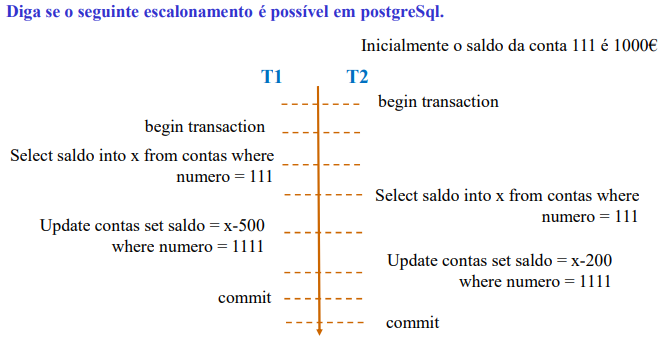 Diga se o seguinte escalonamento é possível em postgreSql.
Inicialmente o saldo da conta 111 é 1000€
T1 T2
begin transaction
begin transaction
Select saldo into x from contas where
numero = 111
Select saldo into x from contas where
numero = 111
Update contas set saldo = x-500
where numero = 1111
Update contas set saldo = x-200
where numero = 1111
commit
commit